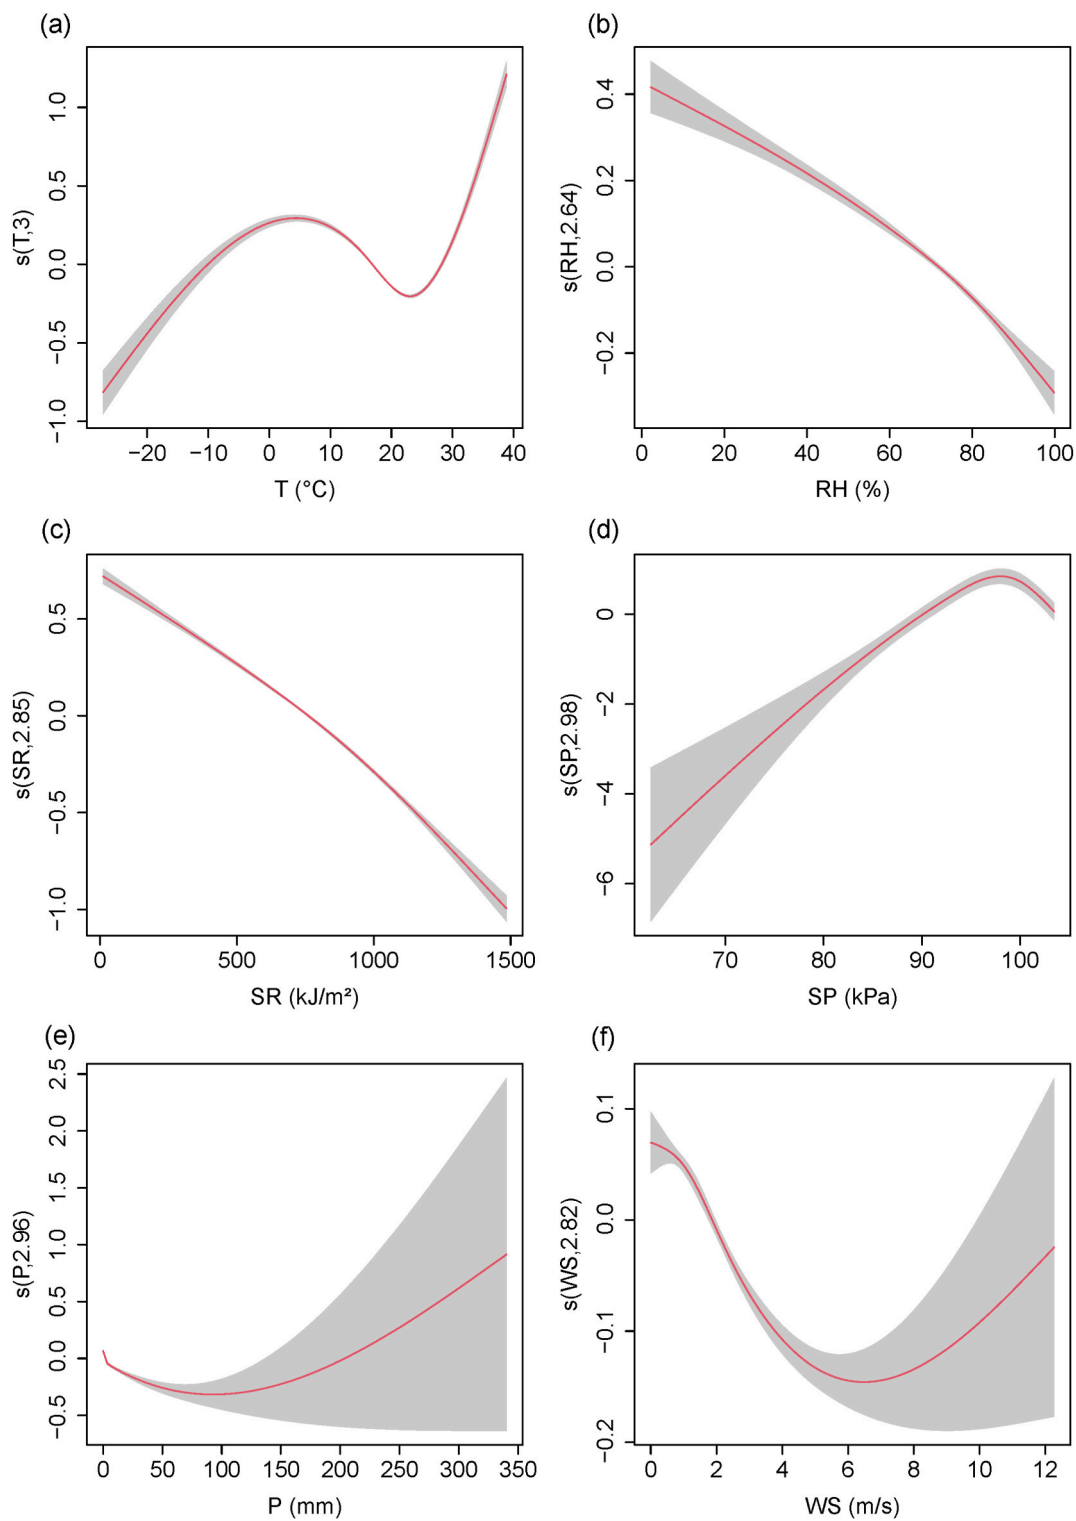 (a)
s(T,3)
1.0
0.5
0.0
−0.5
−1.0
−20 −10 0 10 20 30 40
T (°C)
(b)
s(RH,2.64)
0.4
0.2
0.0
−0.2
0 20 40 60 80 100
RH (%)
(c)
s(SR,2.85)
0.5
0.0
−0.5
−1.0
0 500 1000 1500
SR (kJ/m²)
(d)
s(SP,2.98)
0
−2
−4
−6
70 80 90 100
SP (kPa)
(e)
s(P,2.96)
2.5
2.0
1.5
1.0
0.5
0.0
−0.5
0 50 100 150 200 250 300 350
P (mm)
(f)
s(WS,2.82)
0.1
0.0
−0.1
−0.2
0 2 4 6 8 10 12
WS (m/s)